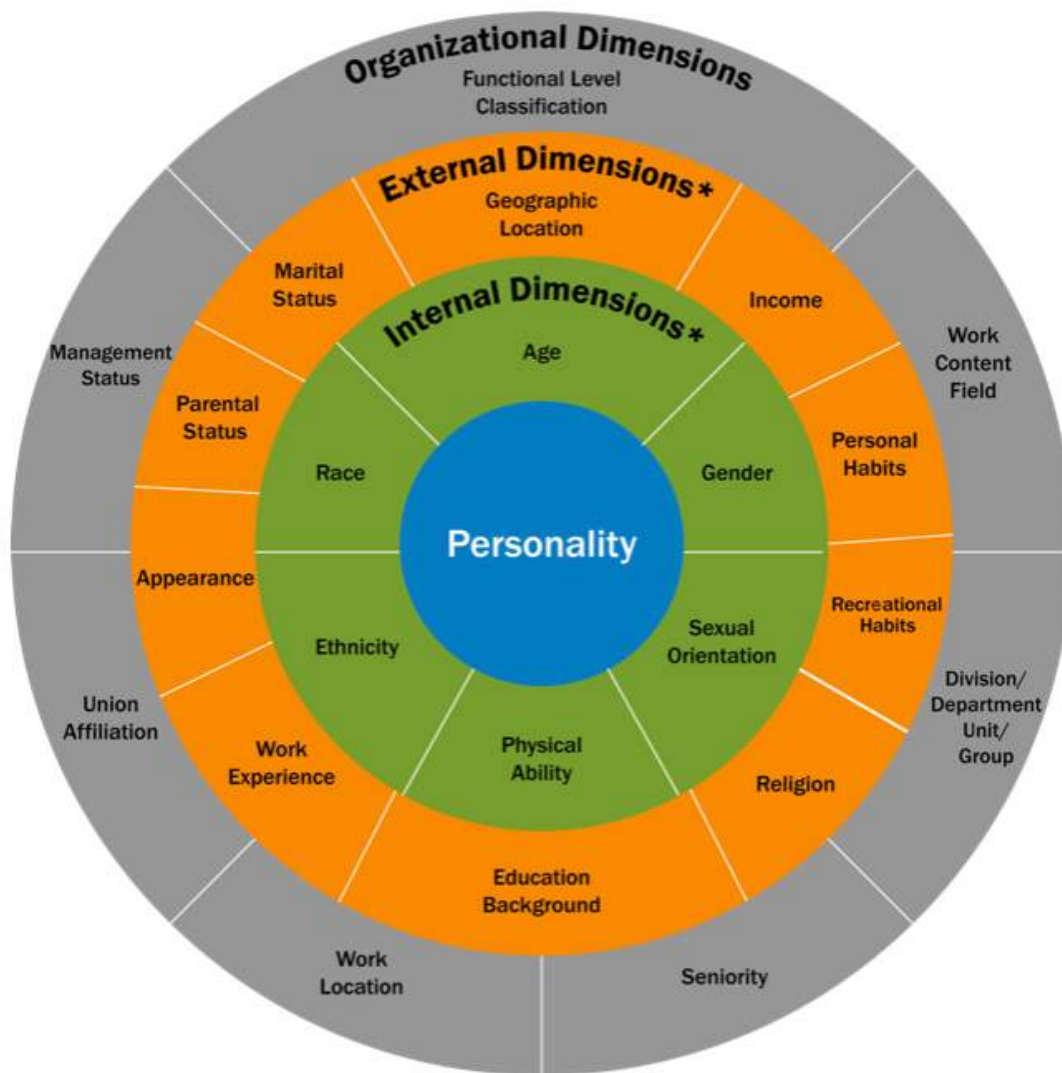 Organizational Dimensions
Functional Level
Classification
External Dimensions*
Geographic
Location
Internal Dimensions*
Age
Marital
Status
Income
Management
Status
Work
Content
Field
Parental
Status
Personal
Habits
Race
Gender
Personality
Appearance
Recreational
Habits
Ethnicity
Sexual
Orientation
Union
Affiliation
Division/
Department
Unit/
Group
Work
Experience
Physical
Ability
Religion
Education
Background
Work
Location
Seniority